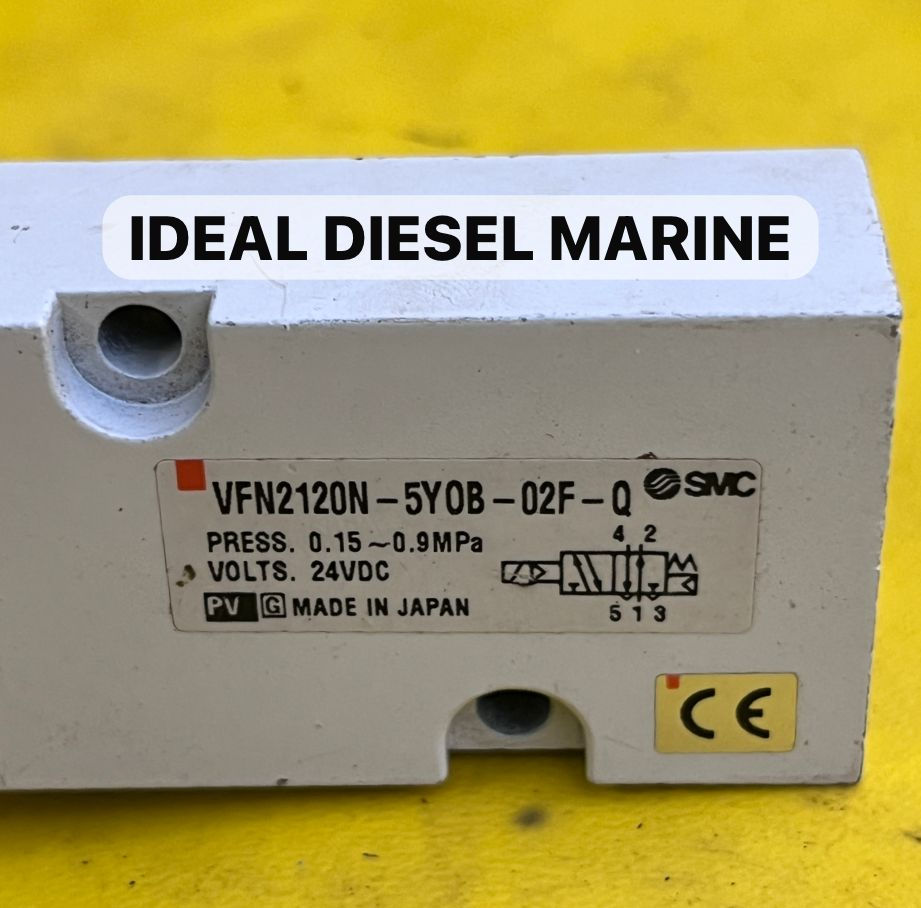 IDEAL DIESEL MARINE
VFN2120N-5YOB-02F-Q SMC
PRESS. 0.15~0.9MPa
VOLTS. 24VDC
PV G MADE IN JAPAN
4 2
5 1 3
CE